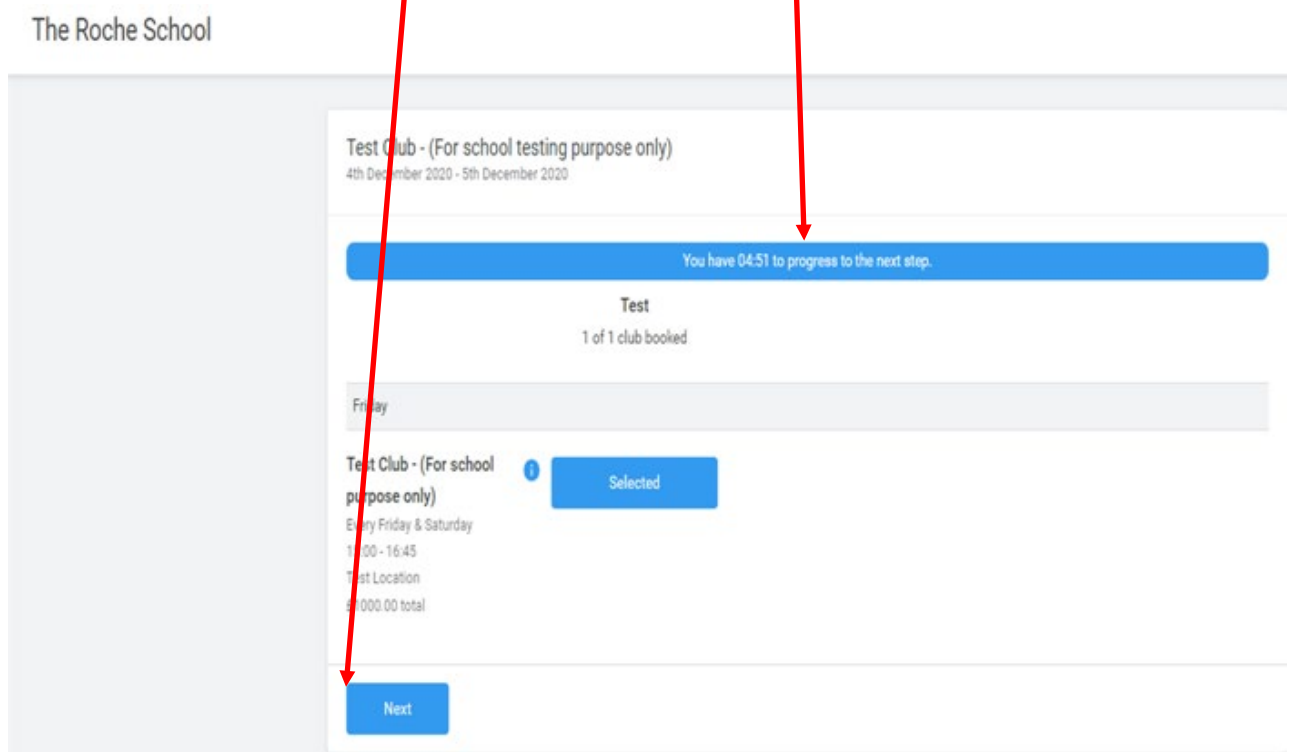 The Roche School
Test Club - (For school testing purpose only)
4th December 2020 - 5th December 2020
You have 04:51 to progress to the next step.
Test
1 of 1 club booked
Friday
Test Club - (For school
purpose only)
Selected
Every Friday & Saturday
- 16:45
Test Location
£1000.00 total
Next